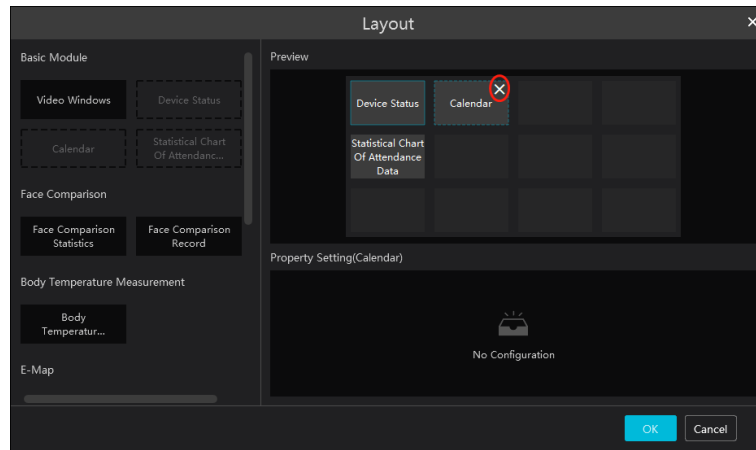 Layout
Basic Module
Video Windows
Device Status
Calendar
Statistical Chart
Of Attendanc...
Face Comparison
Face Comparison
Statistics
Face Comparison
Record
Body Temperature Measurement
Body
Temperatur...
E-Map
Preview
Device Status
Calendar
Statistical Chart
Of Attendance
Data
Property Setting(Calendar)
No Configuration
OK
Cancel